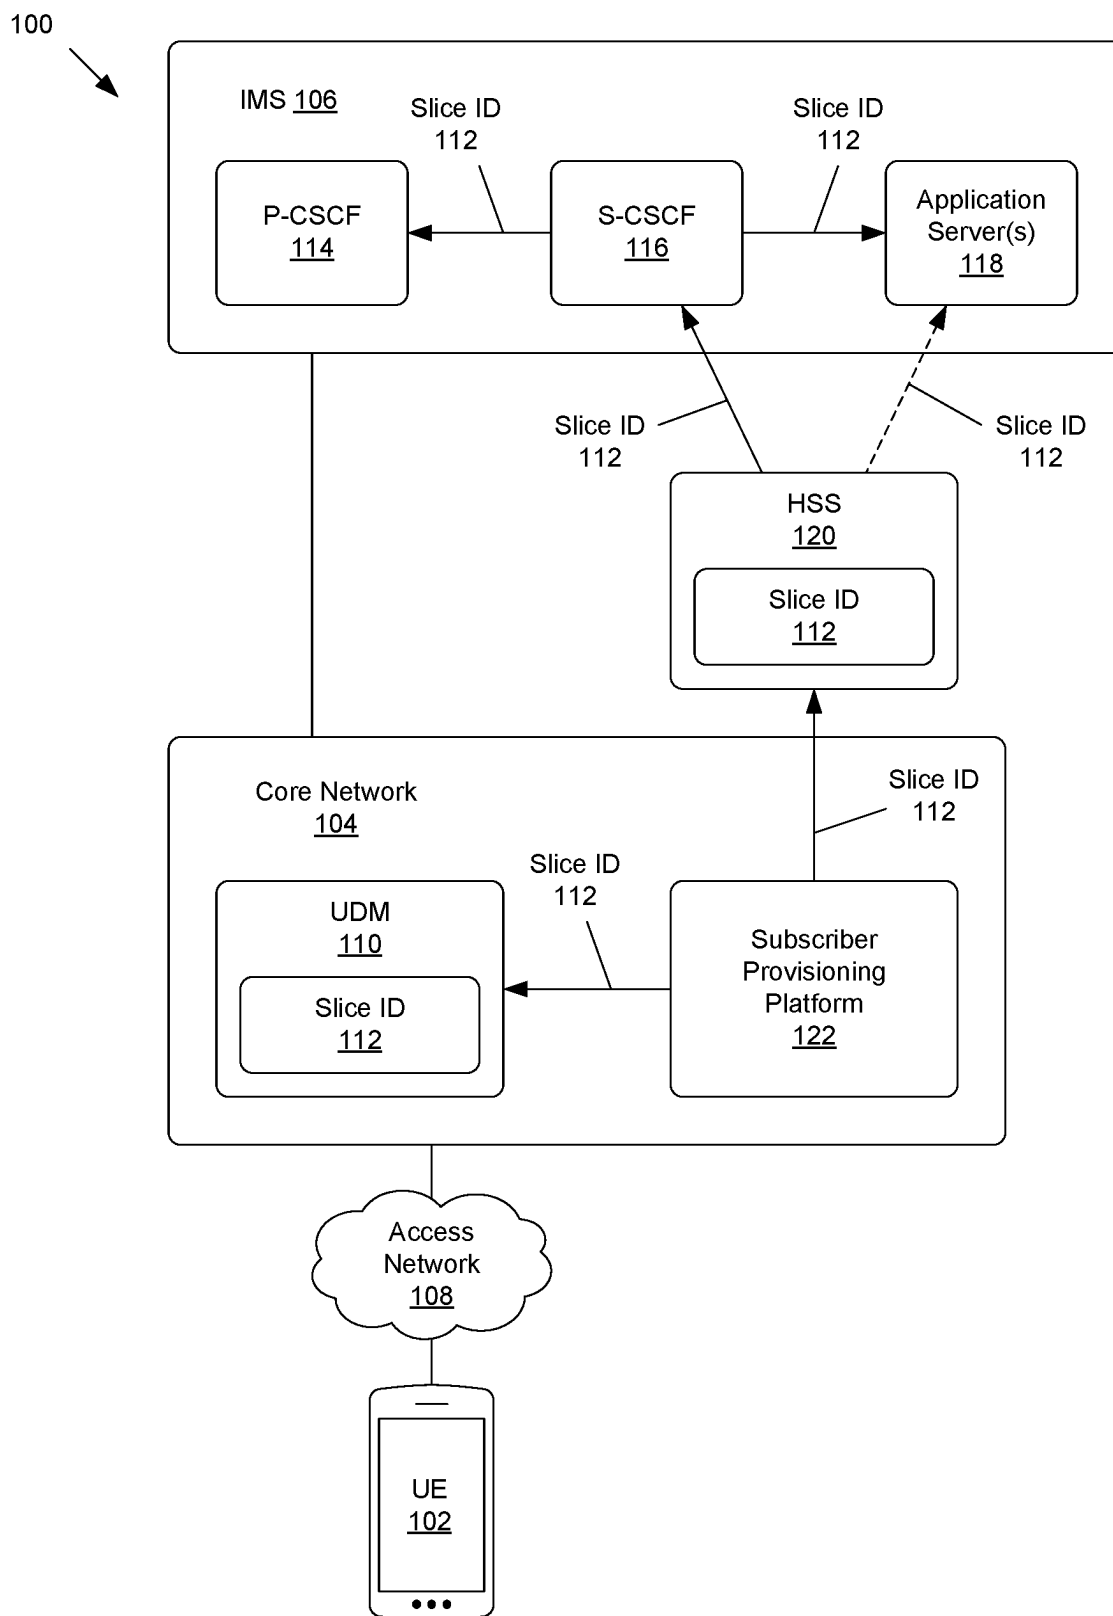 100
IMS 106
Slice ID
112
Slice ID
112
P-CSCF
114
S-CSCF
116
Application
Server(s)
118
Slice ID
112
Slice ID
112
HSS
120
Slice ID
112
Core Network
104
Slice ID
112
Slice ID
112
UDM
110
Slice ID
112
Subscriber
Provisioning
Platform
122
Access
Network
108
UE
102